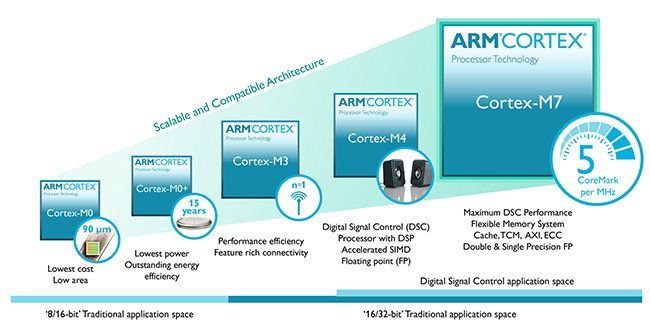 Scalable and Compatible Architecture
ARM®CORTEX®
Processor Technology
Cortex-M0
90 µm
Lowest cost
Low area
ARM®CORTEX®
Processor Technology
Cortex-M0+
15
years
Lowest power
Outstanding energy
efficiency
ARM®CORTEX®
Processor Technology
Cortex-M3
nº1
Performance efficiency
Feature rich connectivity
ARM®CORTEX®
Processor Technology
Cortex-M4
Digital Signal Control (DSC)
Processor with DSP
Accelerated SIMD
Floating point (FP)
ARM®CORTEX®
Processor Technology
Cortex-M7
5
CoreMark
per MHz
Maximum DSC Performance
Flexible Memory System
Cache, TCM, AXI, ECC
Double & Single Precision FP
Digital Signal Control application space
'8/16-bit' Traditional application space
'16/32-bit' Traditional application space